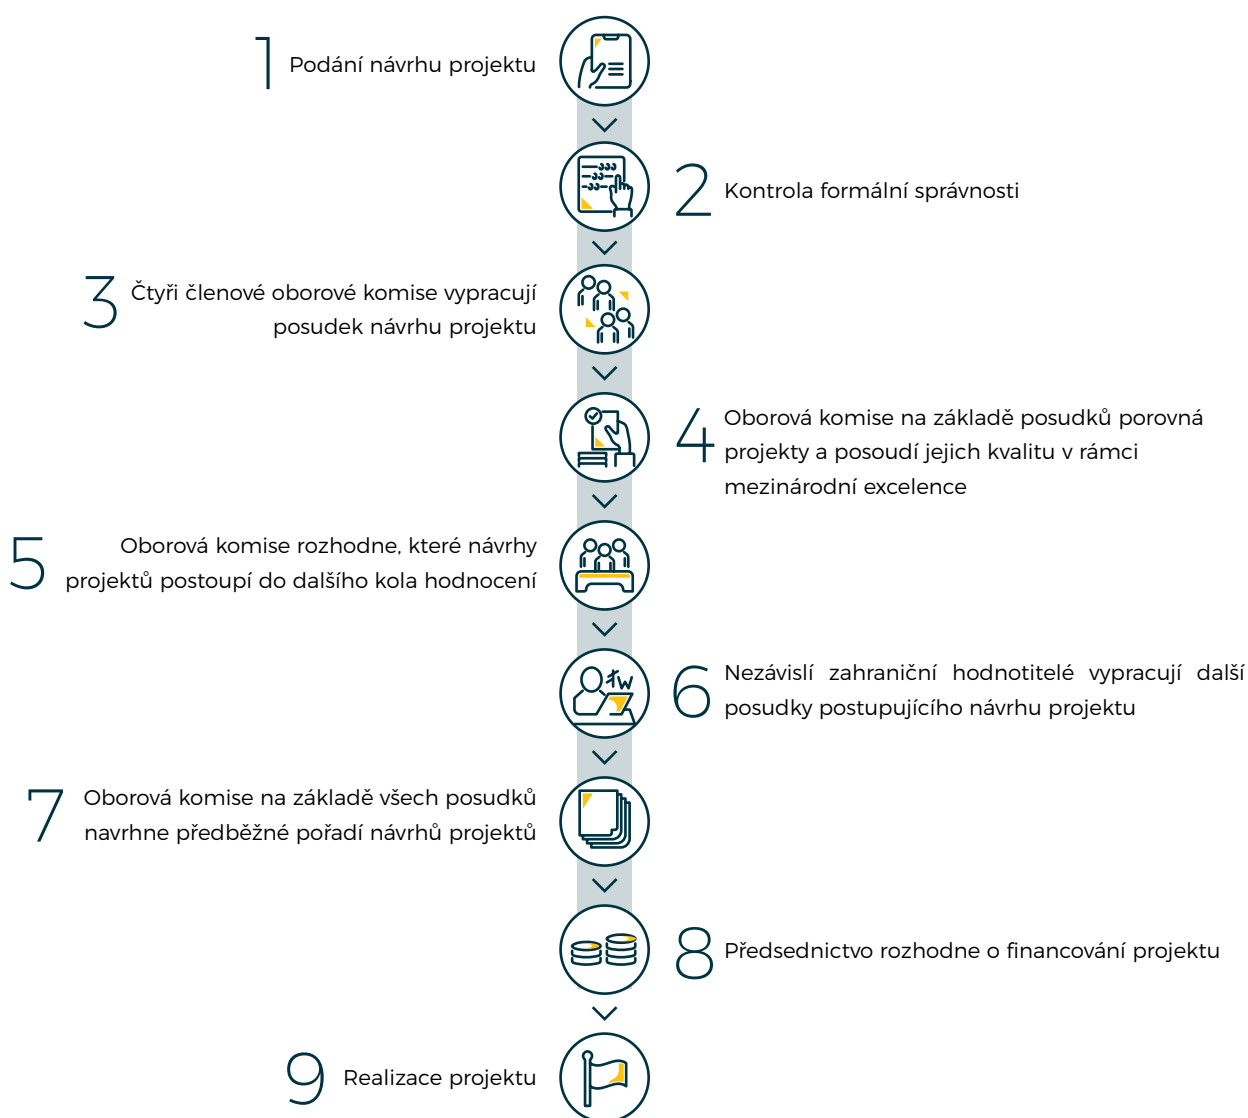 1 Podání návrhu projektu
2 Kontrola formální správnosti
3 Čtyři členové oborové komise vypracují
posudek návrhu projektu
4 Oborová komise na základě posudků porovná
projekty a posoudí jejich kvalitu v rámci
mezinárodní excelence
5 Oborová komise rozhodne, které návrhy
projektů postoupí do dalšího kola hodnocení
6 Nezávislí zahraniční hodnotitelé vypracují další
posudky postupujícího návrhu projektu
7 Oborová komise na základě všech posudků
navrhne předběžné pořadí návrhů projektů
8 Předsednictvo rozhodne o financování projektu
9 Realizace projektu